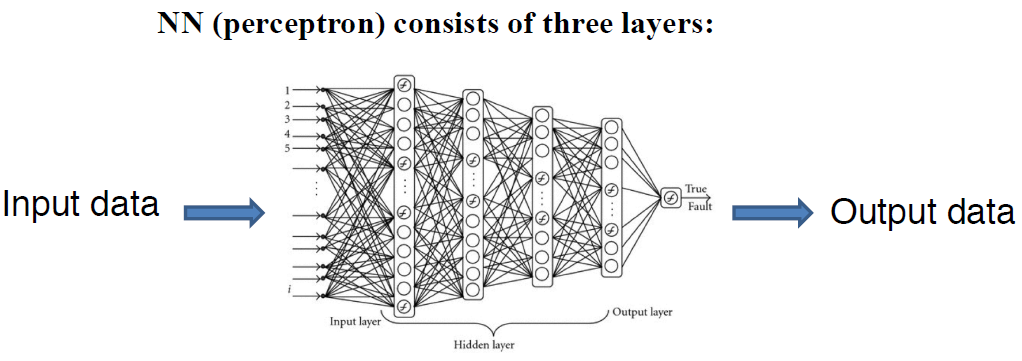 NN (perceptron) consists of three layers:
1
2
3
4
5
i
Input data
True
Fault
Output data
Input layer
Hidden layer
Output layer